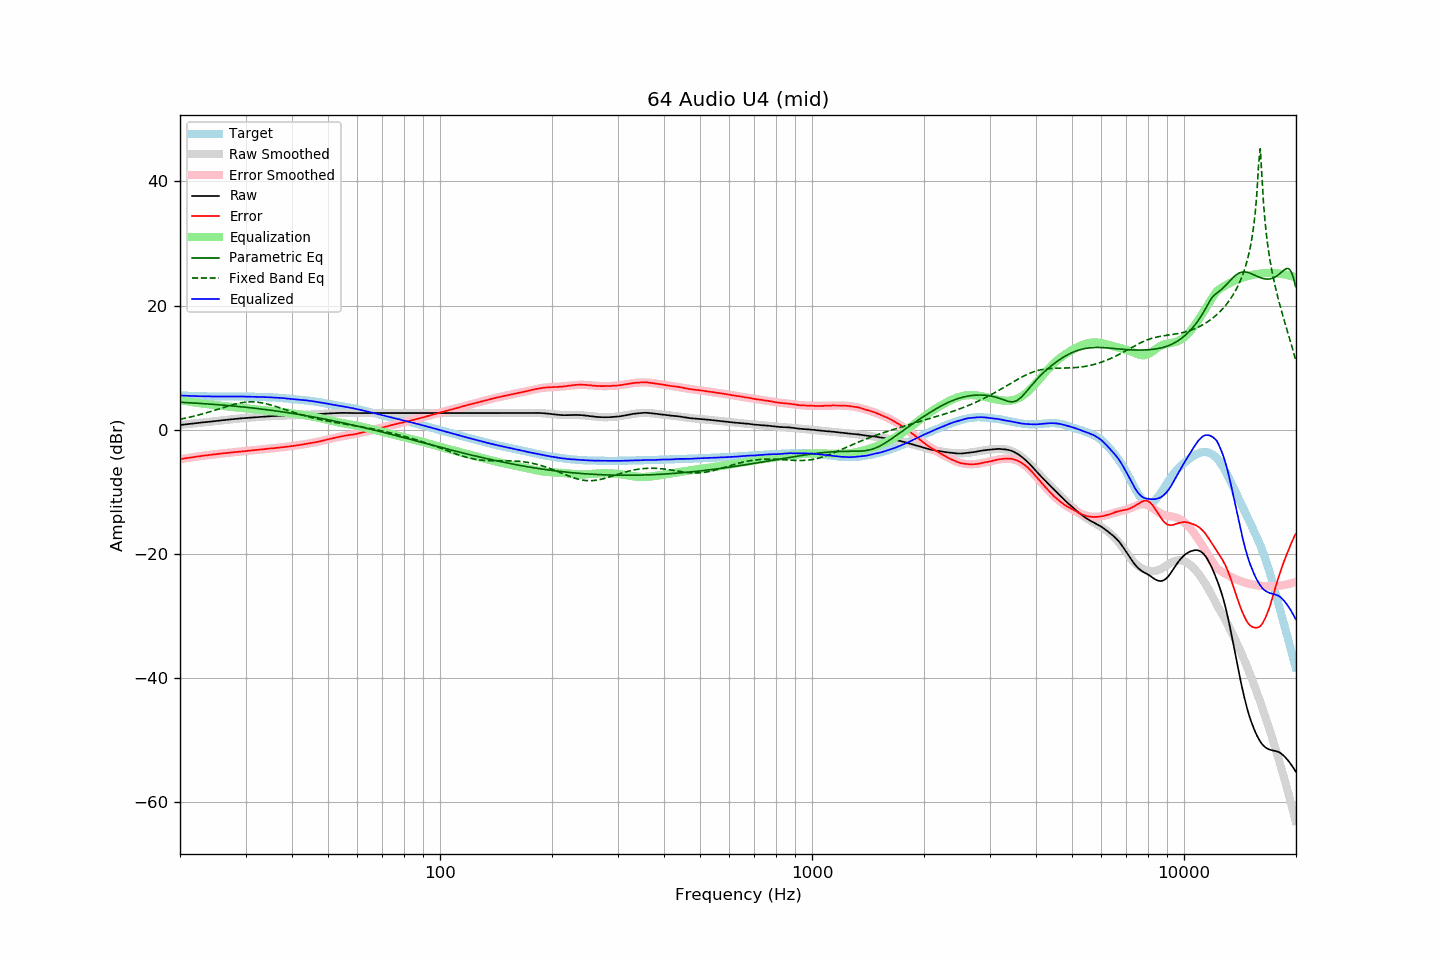 64 Audio U4 (mid)
Target
Raw Smoothed
Error Smoothed
Raw
Error
Equalization
Parametric Eq
Fixed Band Eq
Equalized
40
20
0
−20
−40
−60
Amplitude (dBr)
100
1000
10000
Frequency (Hz)